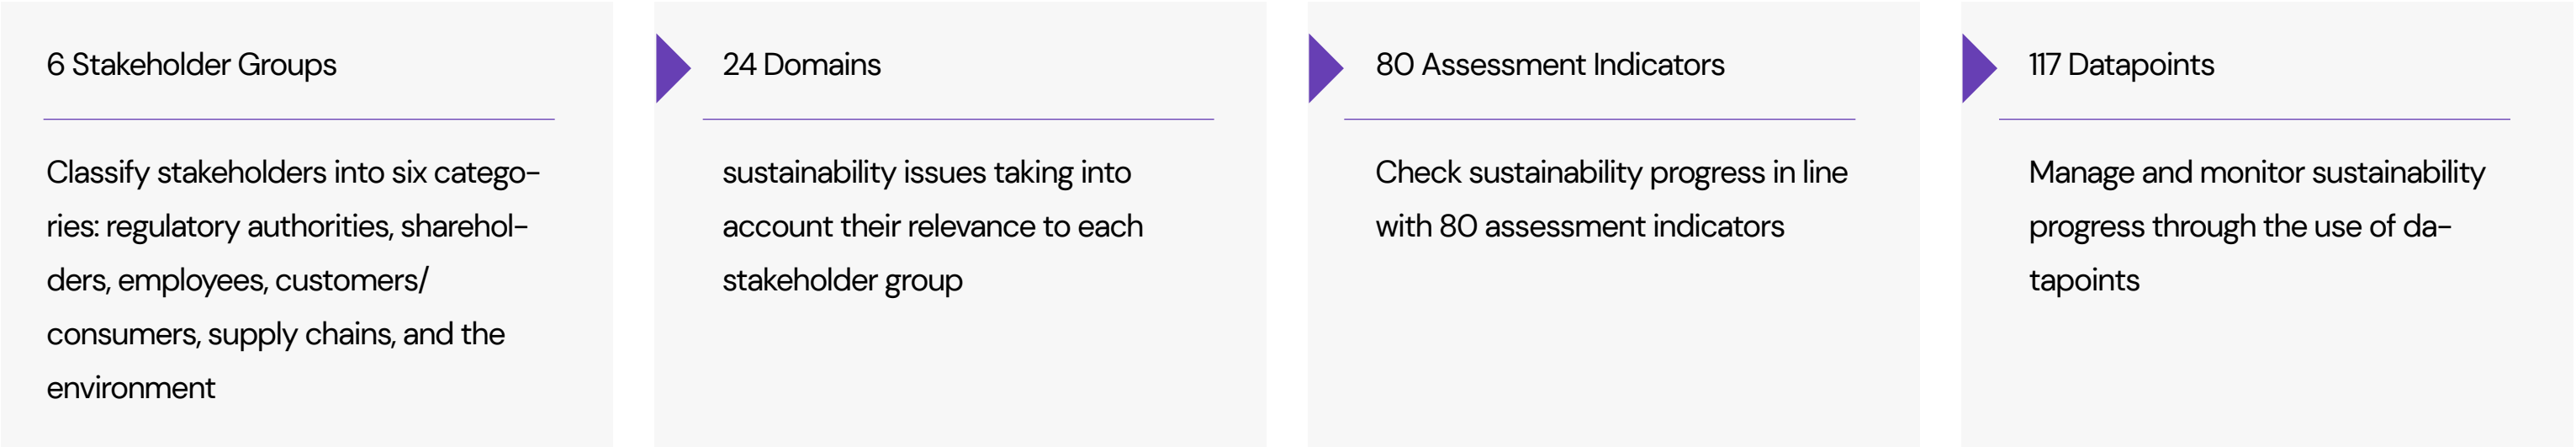 6 Stakeholder Groups
Classify stakeholders into six catego-
ries: regulatory authorities, sharehol-
ders, employees, customers/
consumers, supply chains, and the
environment
24 Domains
sustainability issues taking into
account their relevance to each
stakeholder group
80 Assessment Indicators
Check sustainability progress in line
with 80 assessment indicators
117 Datapoints
Manage and monitor sustainability
progress through the use of da-
tapoints